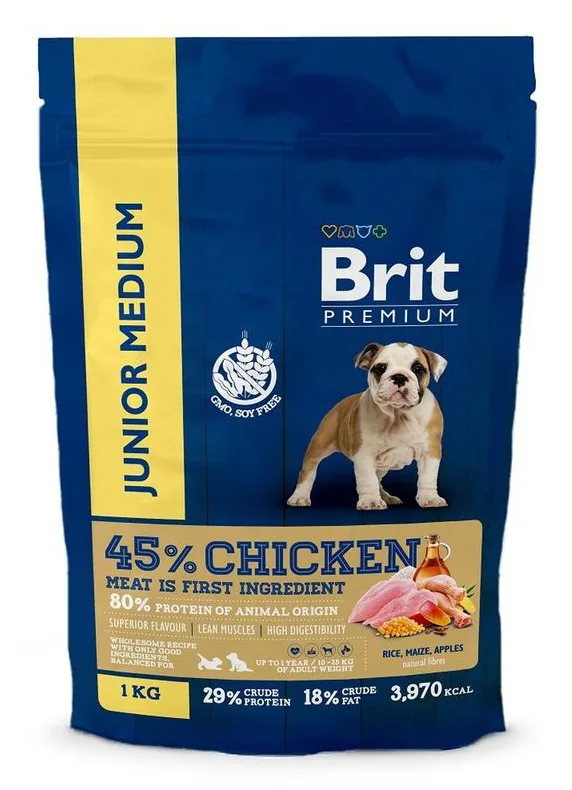 Brit
PREMIUM
JUNIOR MEDIUM
GMO, SOY FREE
45% CHICKEN
MEAT IS FIRST INGREDIENT
80% PROTEIN OF ANIMAL ORIGIN
SUPERIOR FLAVOUR | LEAN MUSCLES | HIGH DIGESTIBILITY
WHOLESOME RECIPE
WITH ONLY GOOD
INGREDIENTS,
BALANCED FOR
UP TO 1 YEAR / 10-25 KG
OF ADULT WEIGHT
RICE, MAIZE, APPLES
natural fibres
1 KG
29% CRUDE PROTEIN
18% CRUDE FAT
3,970 KCAL